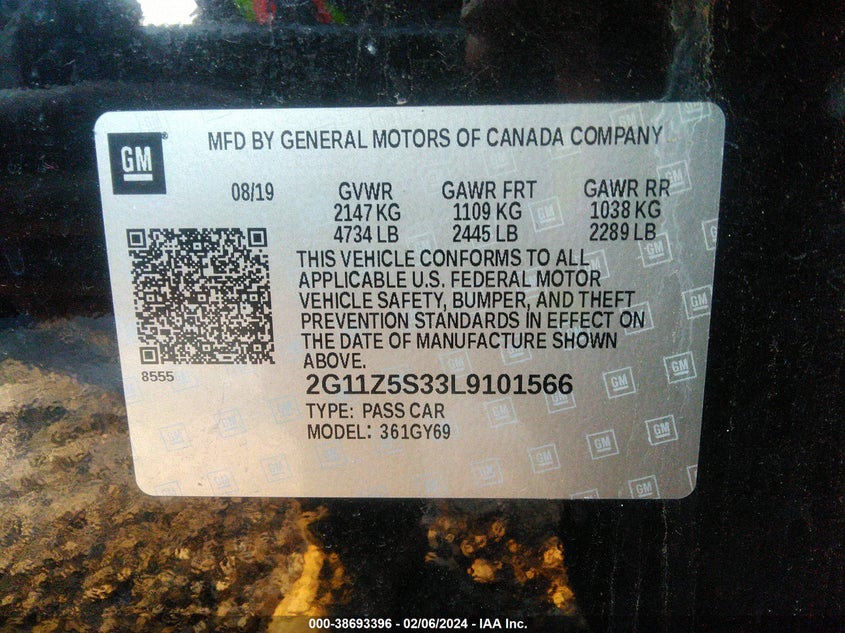 GM
MFD BY GENERAL MOTORS OF CANADA COMPANY
08/19 GVWR GAWR FRT GAWR RR
2147 KG 1109 KG 1038 KG
4734 LB 2445 LB 2289 LB
THIS VEHICLE CONFORMS TO ALL
APPLICABLE U.S. FEDERAL MOTOR
VEHICLE SAFETY, BUMPER, AND THEFT
PREVENTION STANDARDS IN EFFECT ON
THE DATE OF MANUFACTURE SHOWN
ABOVE.
8555
2G11Z5S33L9101566
TYPE: PASS CAR
MODEL: 361GY69
000-38693396 - 02/06/2024 - IAA Inc.